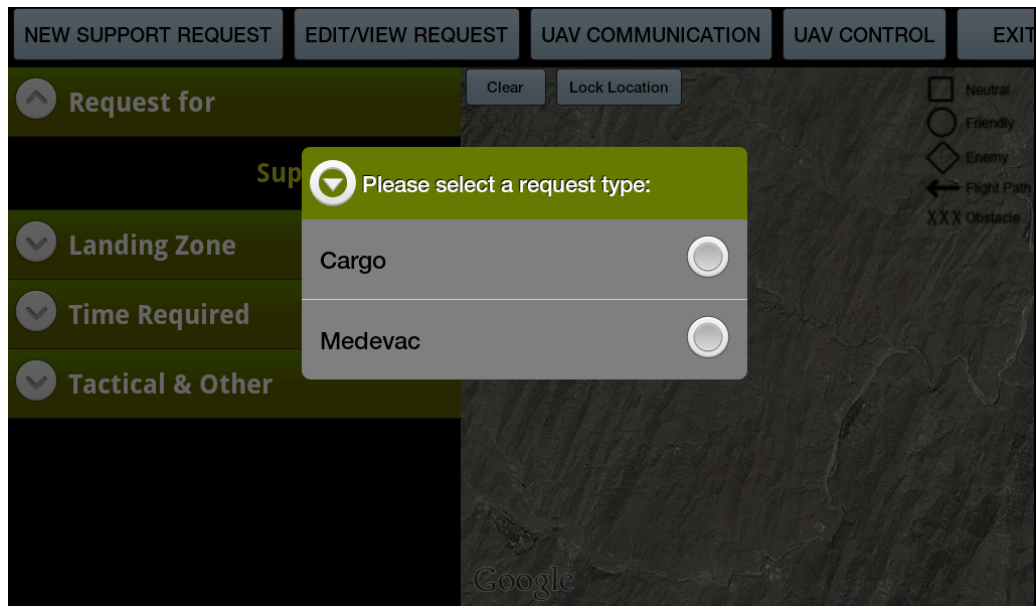 NEW SUPPORT REQUEST
EDIT/VIEW REQUEST
UAV COMMUNICATION
UAV CONTROL
EXIT
Request for
Clear
Lock Location
Neutral
Friendly
Enemy
Flight Path
XXX Obstacle
Sup
Please select a request type:
Cargo
Medevac
Landing Zone
Time Required
Tactical & Other
Google